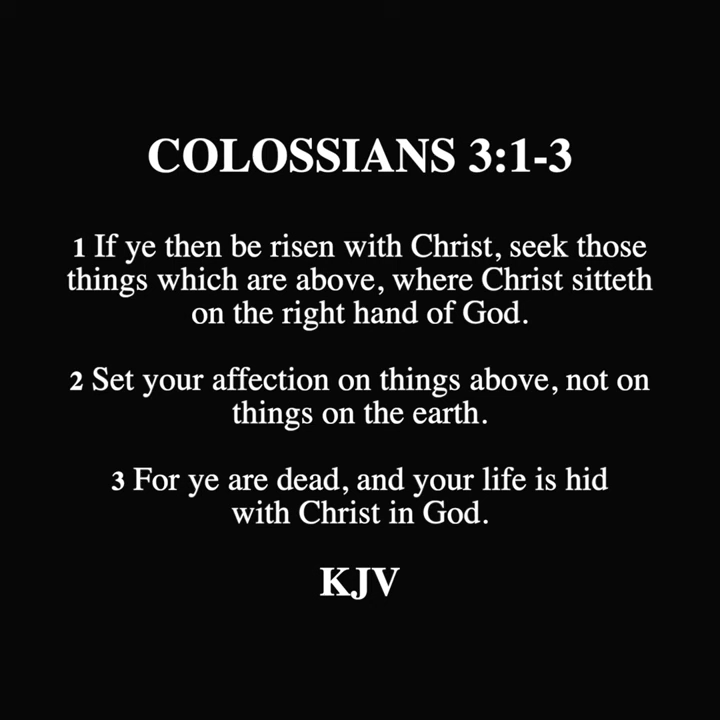 COLOSSIANS 3:1-3
1 If ye then be risen with Christ, seek those
things which are above, where Christ sitteth
on the right hand of God.
2 Set your affection on things above, not on
things on the earth.
3 For ye are dead, and your life is hid
with Christ in God.
KJV